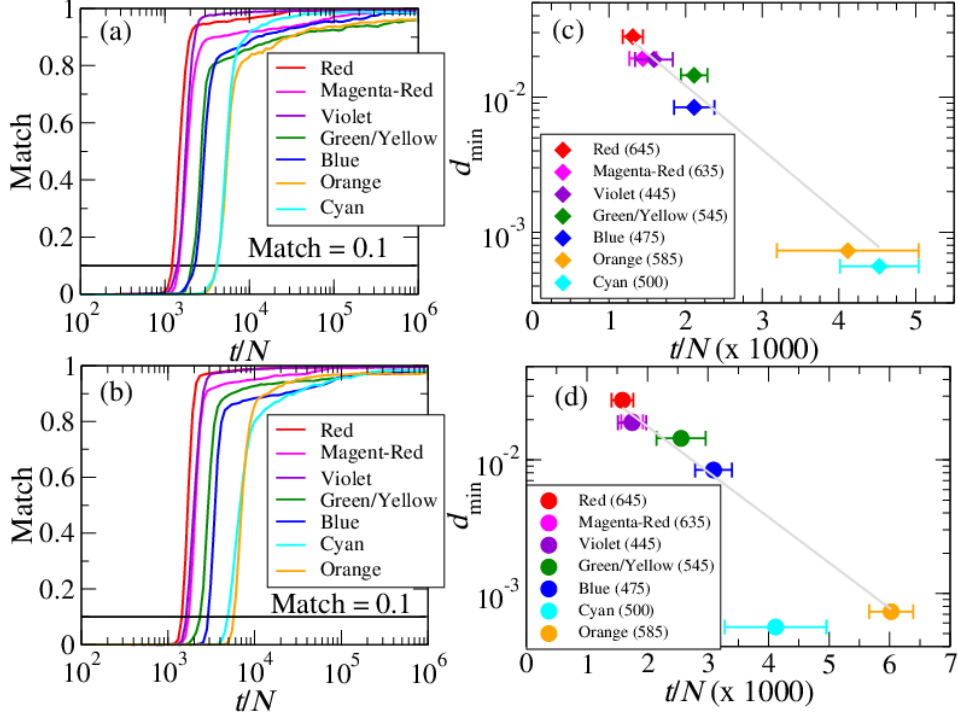 (a)
1
0.8
0.6
0.4
0.2
0
Match
Red
Magenta-Red
Violet
Green/Yellow
Blue
Orange
Cyan
Match = 0.1
10^2 10^3 10^4 10^5 10^6
t/N
(c)
10^-2
10^-3
d_min
Red (645)
Magenta-Red (635)
Violet (445)
Green/Yellow (545)
Blue (475)
Orange (585)
Cyan (500)
0 1 2 3 4 5
t/N (x 1000)
(b)
1
0.8
0.6
0.4
0.2
0
Match
Red
Magent-Red
Violet
Green/Yellow
Blue
Cyan
Orange
Match = 0.1
10^2 10^3 10^4 10^5 10^6
t/N
(d)
10^-2
10^-3
d_min
Red (645)
Magenta-Red (635)
Violet (445)
Green/Yellow (545)
Blue (475)
Cyan (500)
Orange (585)
0 1 2 3 4 5 6 7
t/N (x 1000)